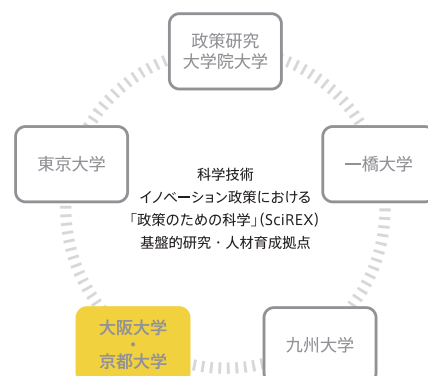 政策研究
大学院大学
東京大学
一橋大学
科学技術
イノベーション政策における
「政策のための科学」(SciREX)
基盤的研究・人材育成拠点
大阪大学
・
京都大学
九州大学